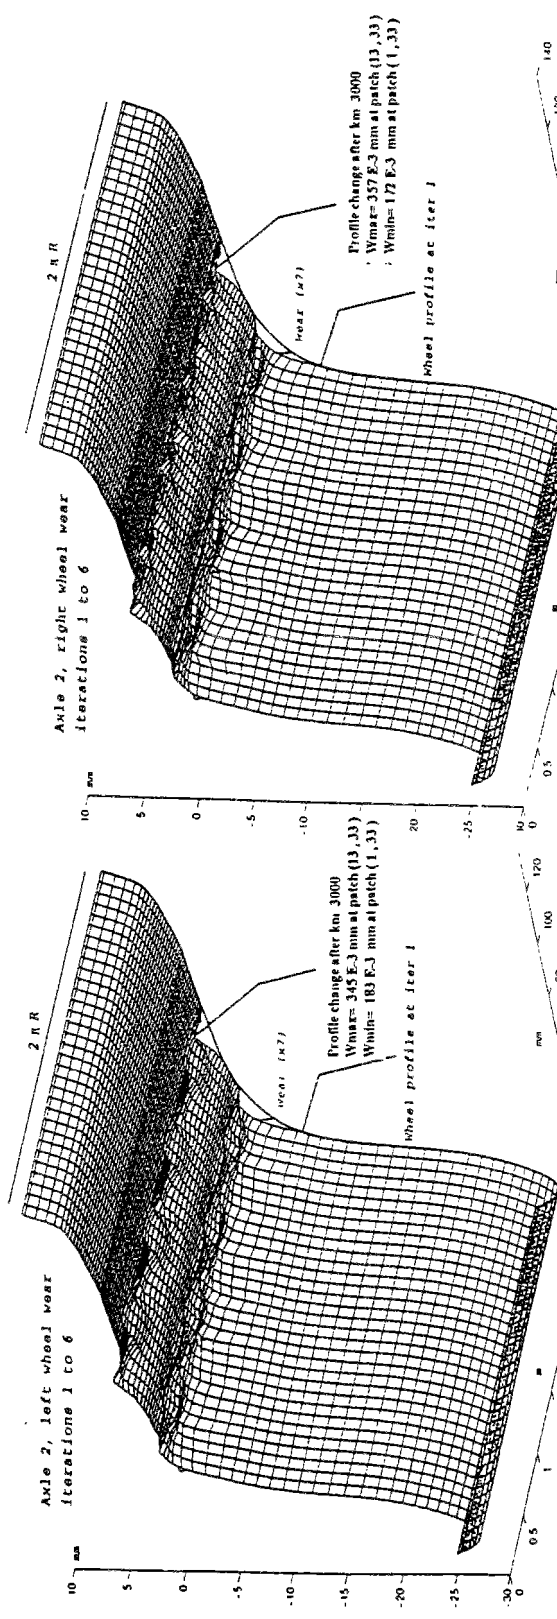 Axle 2, left wheel wear
iterations 1 to 6
2 π R
mm
10
5
0
-5
-10
-15
-20
-25
-30
wear (x7)
Profile change after km 3000
Wmax= 345 E-3 mm at patch (13,33)
Wmin= 183 E-3 mm at patch (1,33)
Wheel profile at iter 1
0
0.5
1
m
mm
100
120
Axle 2, right wheel wear
iterations 1 to 6
2 π R
mm
10
5
0
-5
-10
-15
20
-25
30
wear (x7)
Profile change after km 3000
Wmax= 357 E-3 mm at patch (13,33)
Wmin= 172 E-3 mm at patch (1,33)
Wheel profile at iter 1
0
0.5
m
140